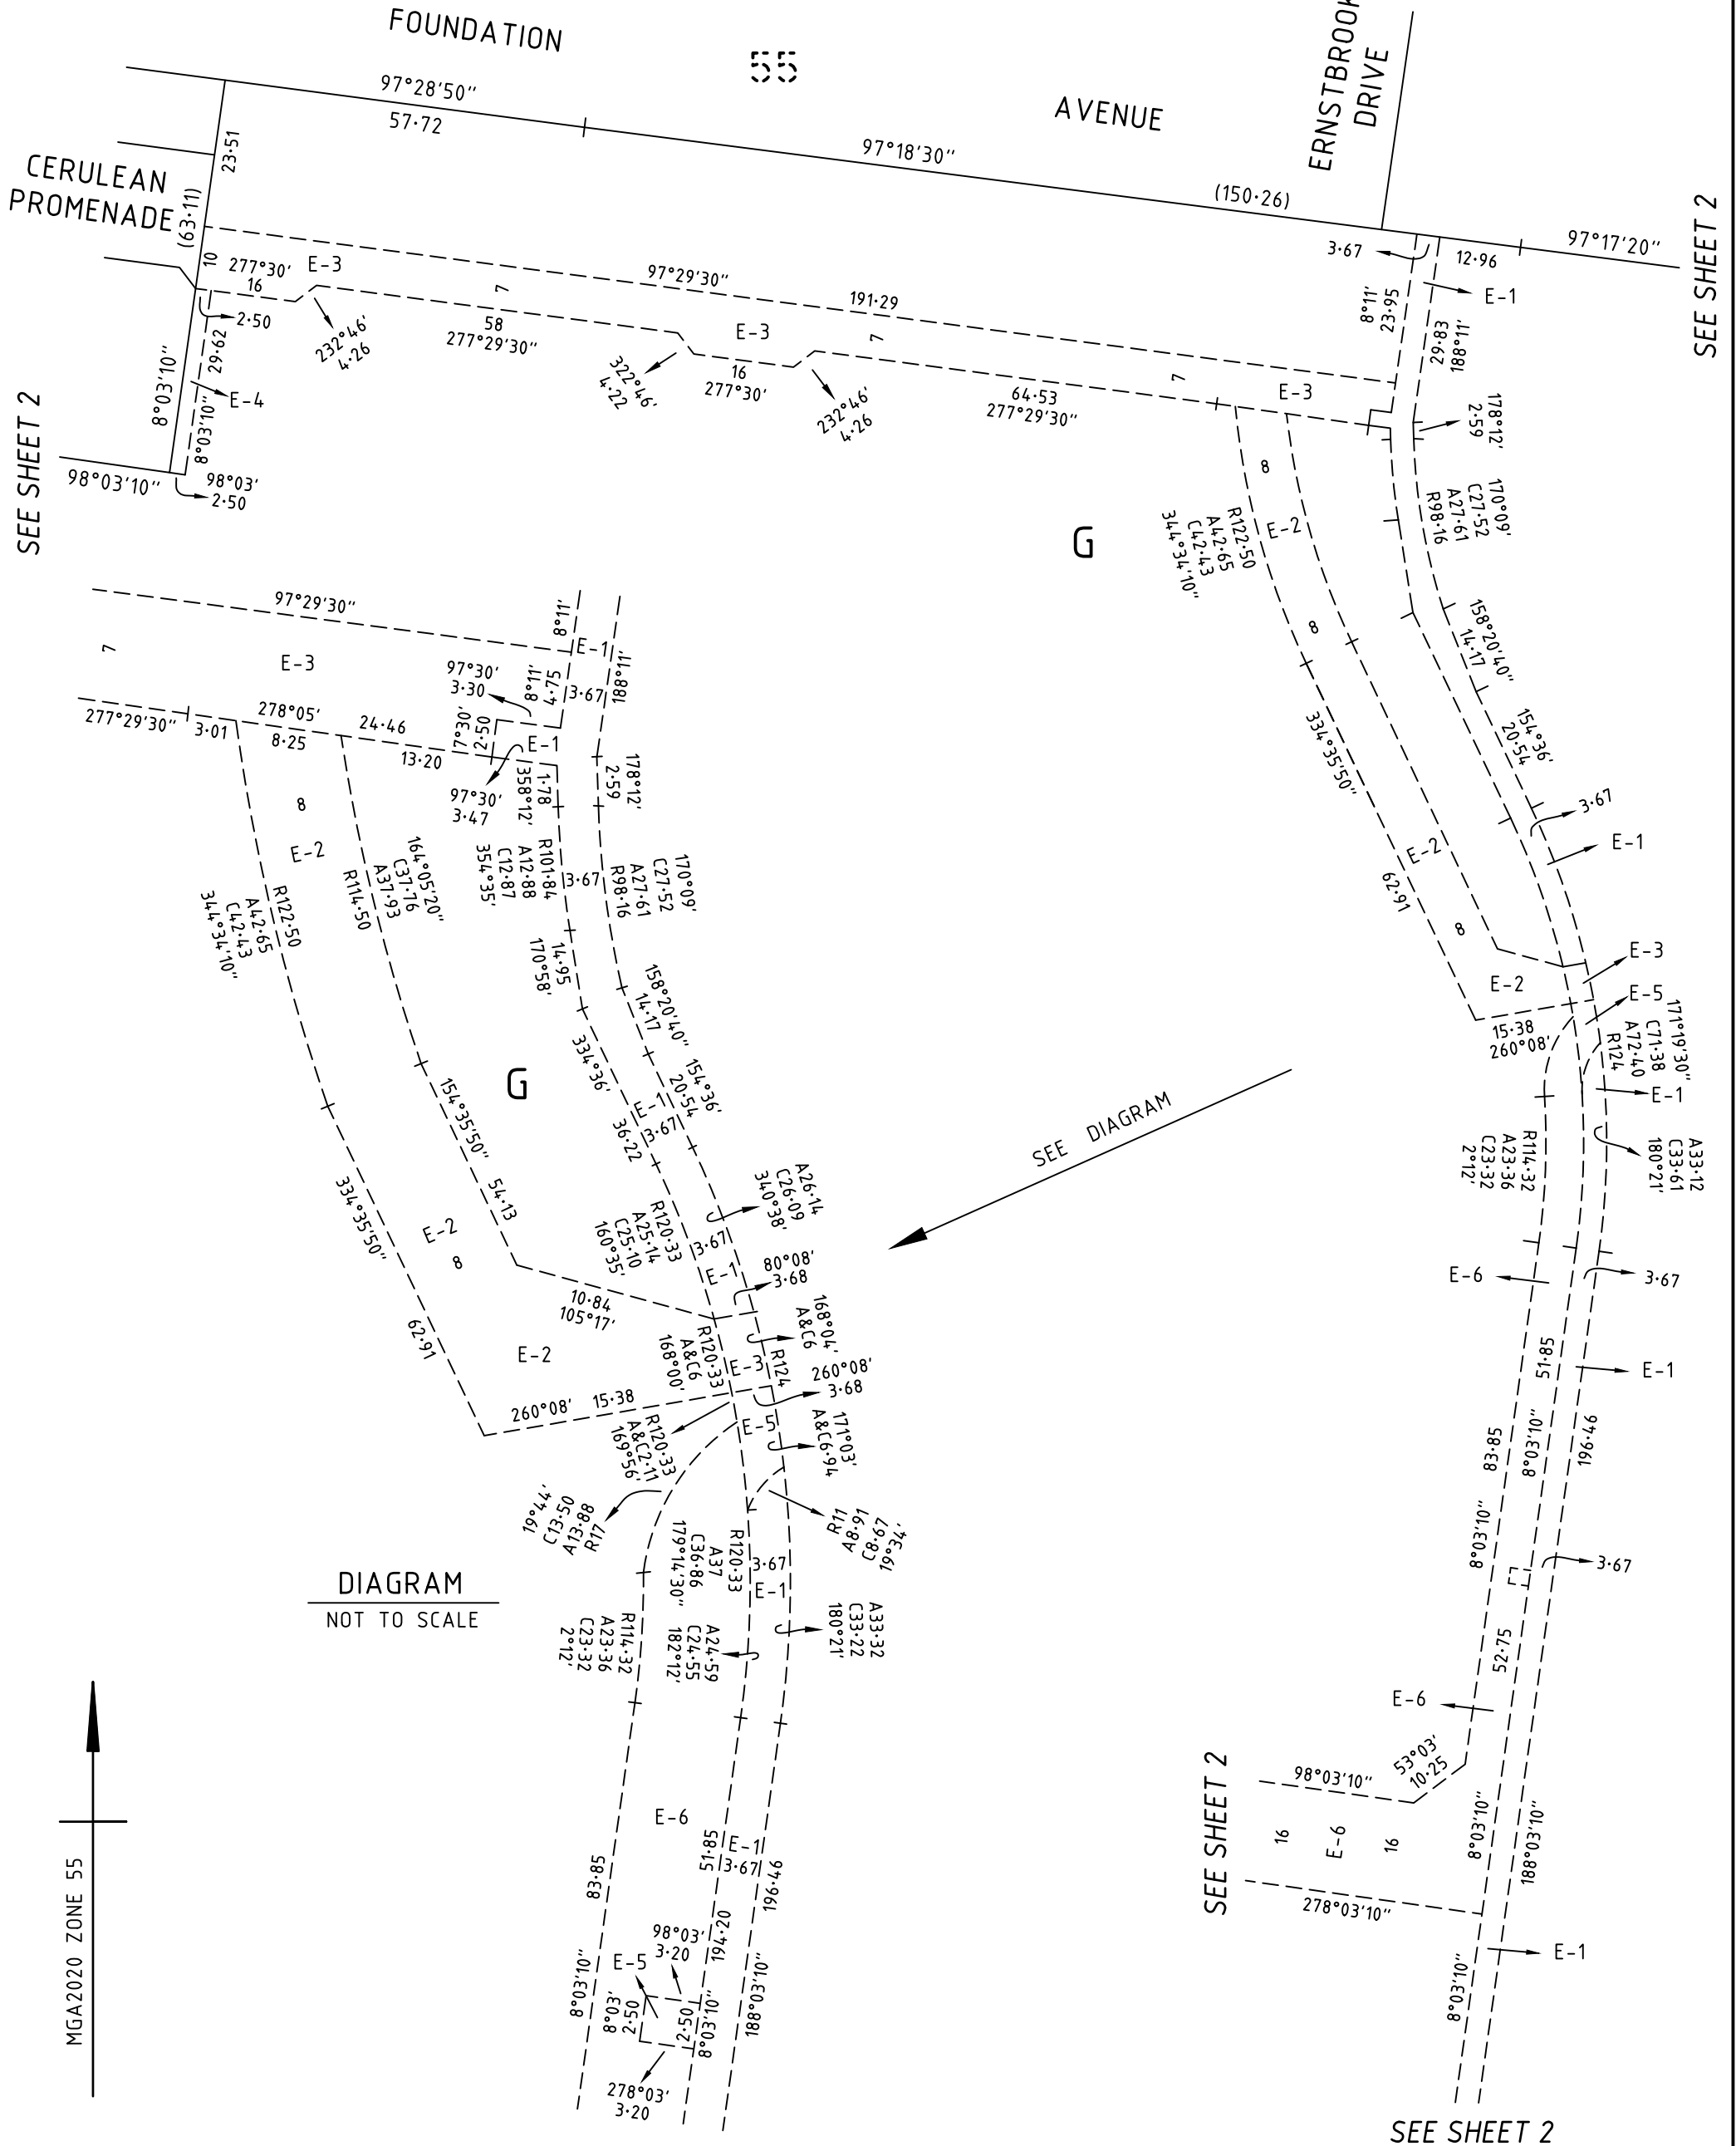 FOUNDATION
55
AVENUE
ERNSTBROOK
DRIVE
97°28'50"
57·72
97°18'30"
(150·26)
97°17'20"
SEE SHEET 2
CERULEAN
PROMENADE
23·51
(63·11)
10
277°30'
16
E-3
2·50
29·62
8°03'10"
8°03'10"
E-4
232°46'
4·26
7
58
277°29'30"
97°29'30"
191·29
E-3
7
322°46'
4·22
16
277°30'
232°46'
4·26
64·53
277°29'30"
7
E-3
3·67
12·96
8°11'
23·95
E-1
29·83
188°11'
178°12'
2·59
SEE SHEET 2
98°03'10"
98°03'
2·50
8
E-2
G
R122·50
A42·65
C42·43
344°34'10"
170°09'
C27·52
A27·61
R98·16
8
158°20'40"
14·17
154°36'
20·54
334°35'50"
62·91
E-2
8
3·67
E-1
E-3
E-2
E-5
15·38
260°08'
171°19'30"
C71·38
A72·40
R124
E-1
R114·32
A23·36
C23·32
2°12'
A33·12
C33·61
180°21'
E-6
3·67
51·85
E-1
83·85
8°03'10"
196·46
8°03'10"
3·67
52·75
E-6
53°03'
10·25
98°03'10"
SEE SHEET 2
16
E-6
16
8°03'10"
188°03'10"
278°03'10"
E-1
8°03'10"
SEE SHEET 2
SEE DIAGRAM
97°29'30"
8°11'
E-1
188°11'
7
E-3
97°30'
3·30
8°11'
4·75
3·67
277°29'30"
3·01
278°05'
8·25
24·46
13·20
7°30'
2·50
E-1
97°30'
3·47
1·78
358°12'
178°12'
2·59
8
E-2
R122·50
A42·65
C42·43
344°34'10"
164°05'20"
C37·76
A37·93
R114·50
R101·84
A12·88
C12·87
354°35'
3·67
170°09'
C27·52
A27·61
R98·16
14·95
170°58'
158°20'40"
14·17
G
334°36'
36·22
E-1
3·67
154°36'
20·54
154°35'50"
54·13
334°35'50"
62·91
E-2
8
R120·33
A25·14
C25·10
160°35'
3·67
E-1
A26·14
C26·09
340°38'
80°08'
3·68
10·84
105°17'
R120·33
A&C6
168°00'
168°04'
A&C6
R124
E-2
E-3
260°08'
3·68
260°08'
15·38
E-5
R120·33
A&C2·11
169°56'
171°03'
A&C6·94
19°44'
C13·50
A13·88
R17
R11
A8·91
C8·67
19°34'
R120·33
A37
C36·86
179°14'30"
3·67
E-1
DIAGRAM
NOT TO SCALE
R114·32
A23·36
C23·32
2°12'
A24·59
C24·55
182°12'
A33·32
C33·22
180°21'
E-6
51·85
E-1
3·67
83·85
196·46
194·20
98°03'
3·20
E-5
8°03'10"
8°03'
2·50
2·50
8°03'10"
188°03'10"
278°03'
3·20
MGA2020 ZONE 55